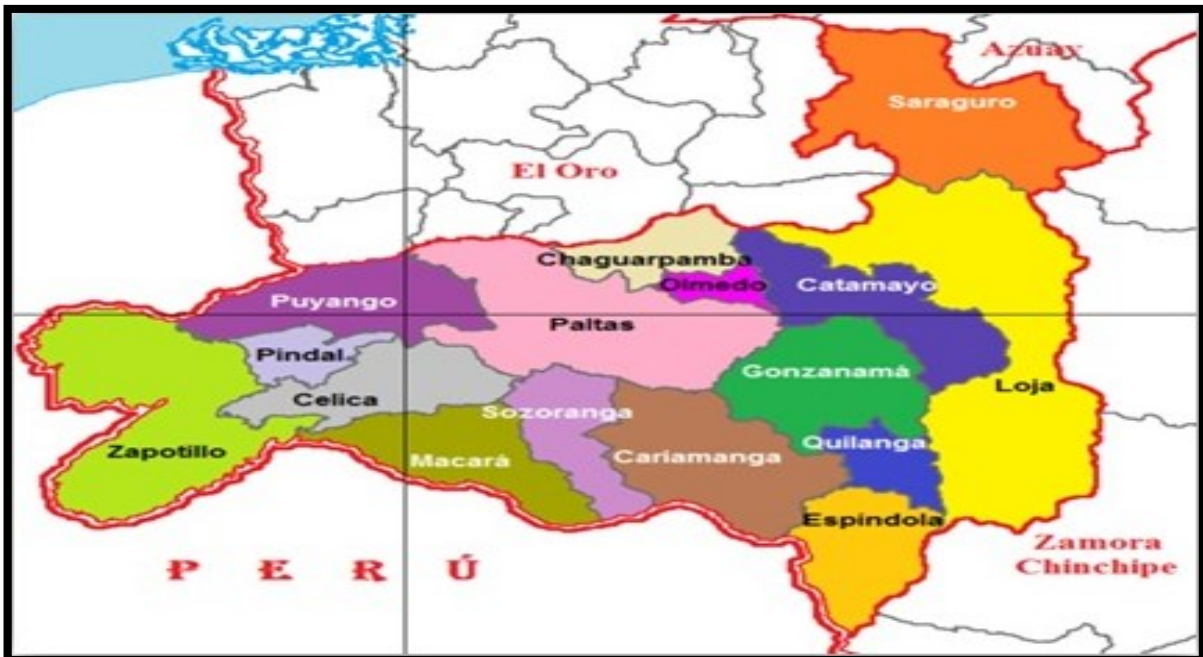 Azuay
Saraguro
El Oro
Chaguarpamba
Olmedo
Catamayo
Puyango
Paltas
Pindal
Gonzanamá
Loja
Celica
Sozoranga
Zapotillo
Macará
Cariamanga
Quilanga
Espindola
PERÚ
Zamora
Chinchipe